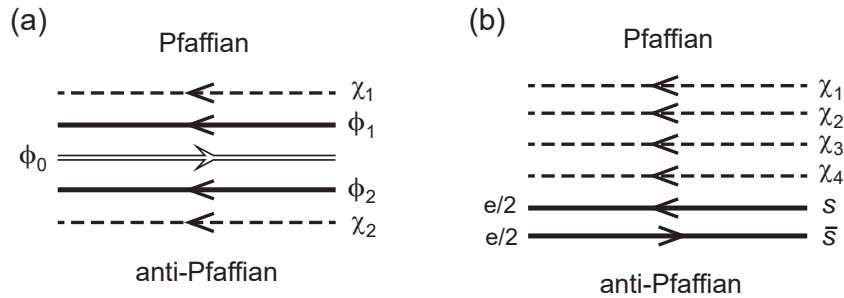 (a)
Pfaffian
χ1
ϕ1
ϕ0
ϕ2
χ2
anti-Pfaffian
(b)
Pfaffian
χ1
χ2
χ3
χ4
e/2 s
e/2 s̄
anti-Pfaffian